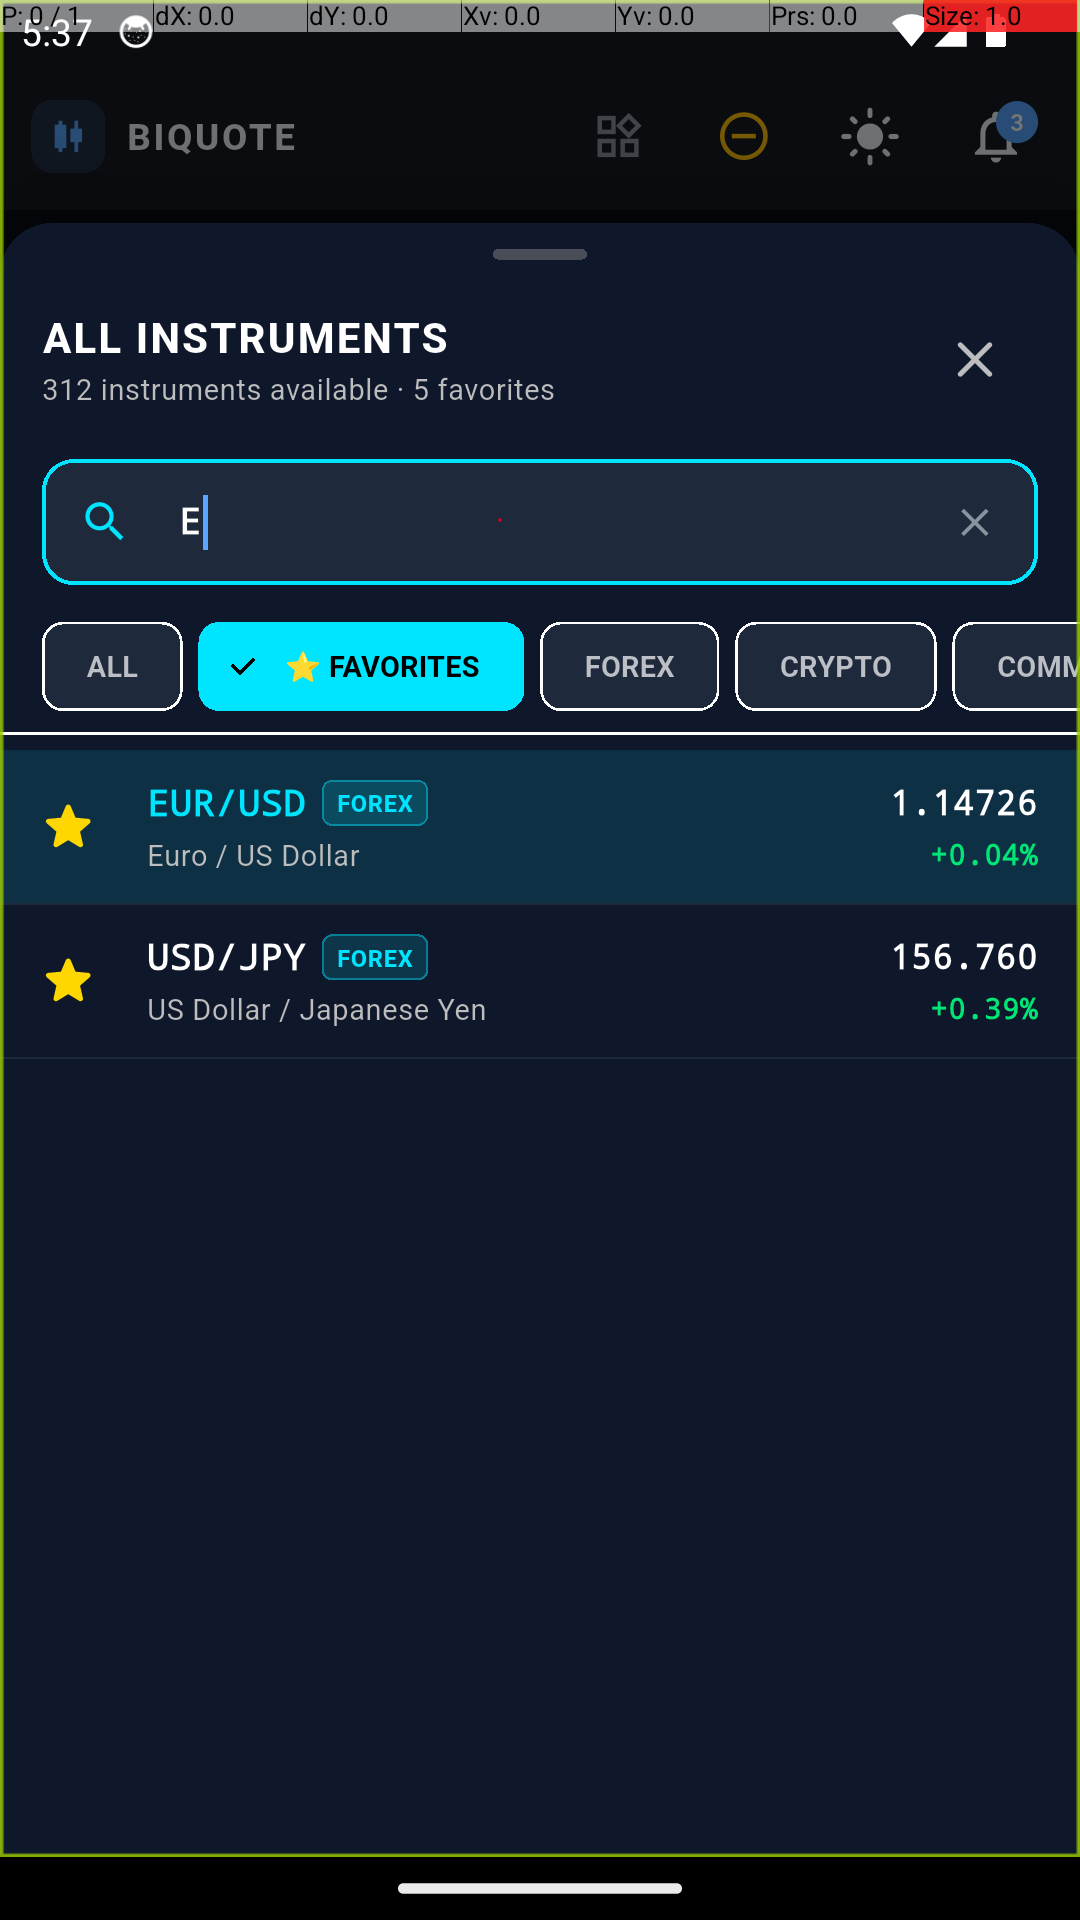 P: 0 / 1 dX: 0.0 dY: 0.0 Xv: 0.0 Yv: 0.0 Prs: 0.0 Size: 1.0
5:37
BIQUOTE 3
ALL INSTRUMENTS
312 instruments available · 5 favorites
E
ALL ⭐ FAVORITES FOREX CRYPTO COMM
EUR/USD FOREX 1.14726
Euro / US Dollar +0.04%
USD/JPY FOREX 156.760
US Dollar / Japanese Yen +0.39%